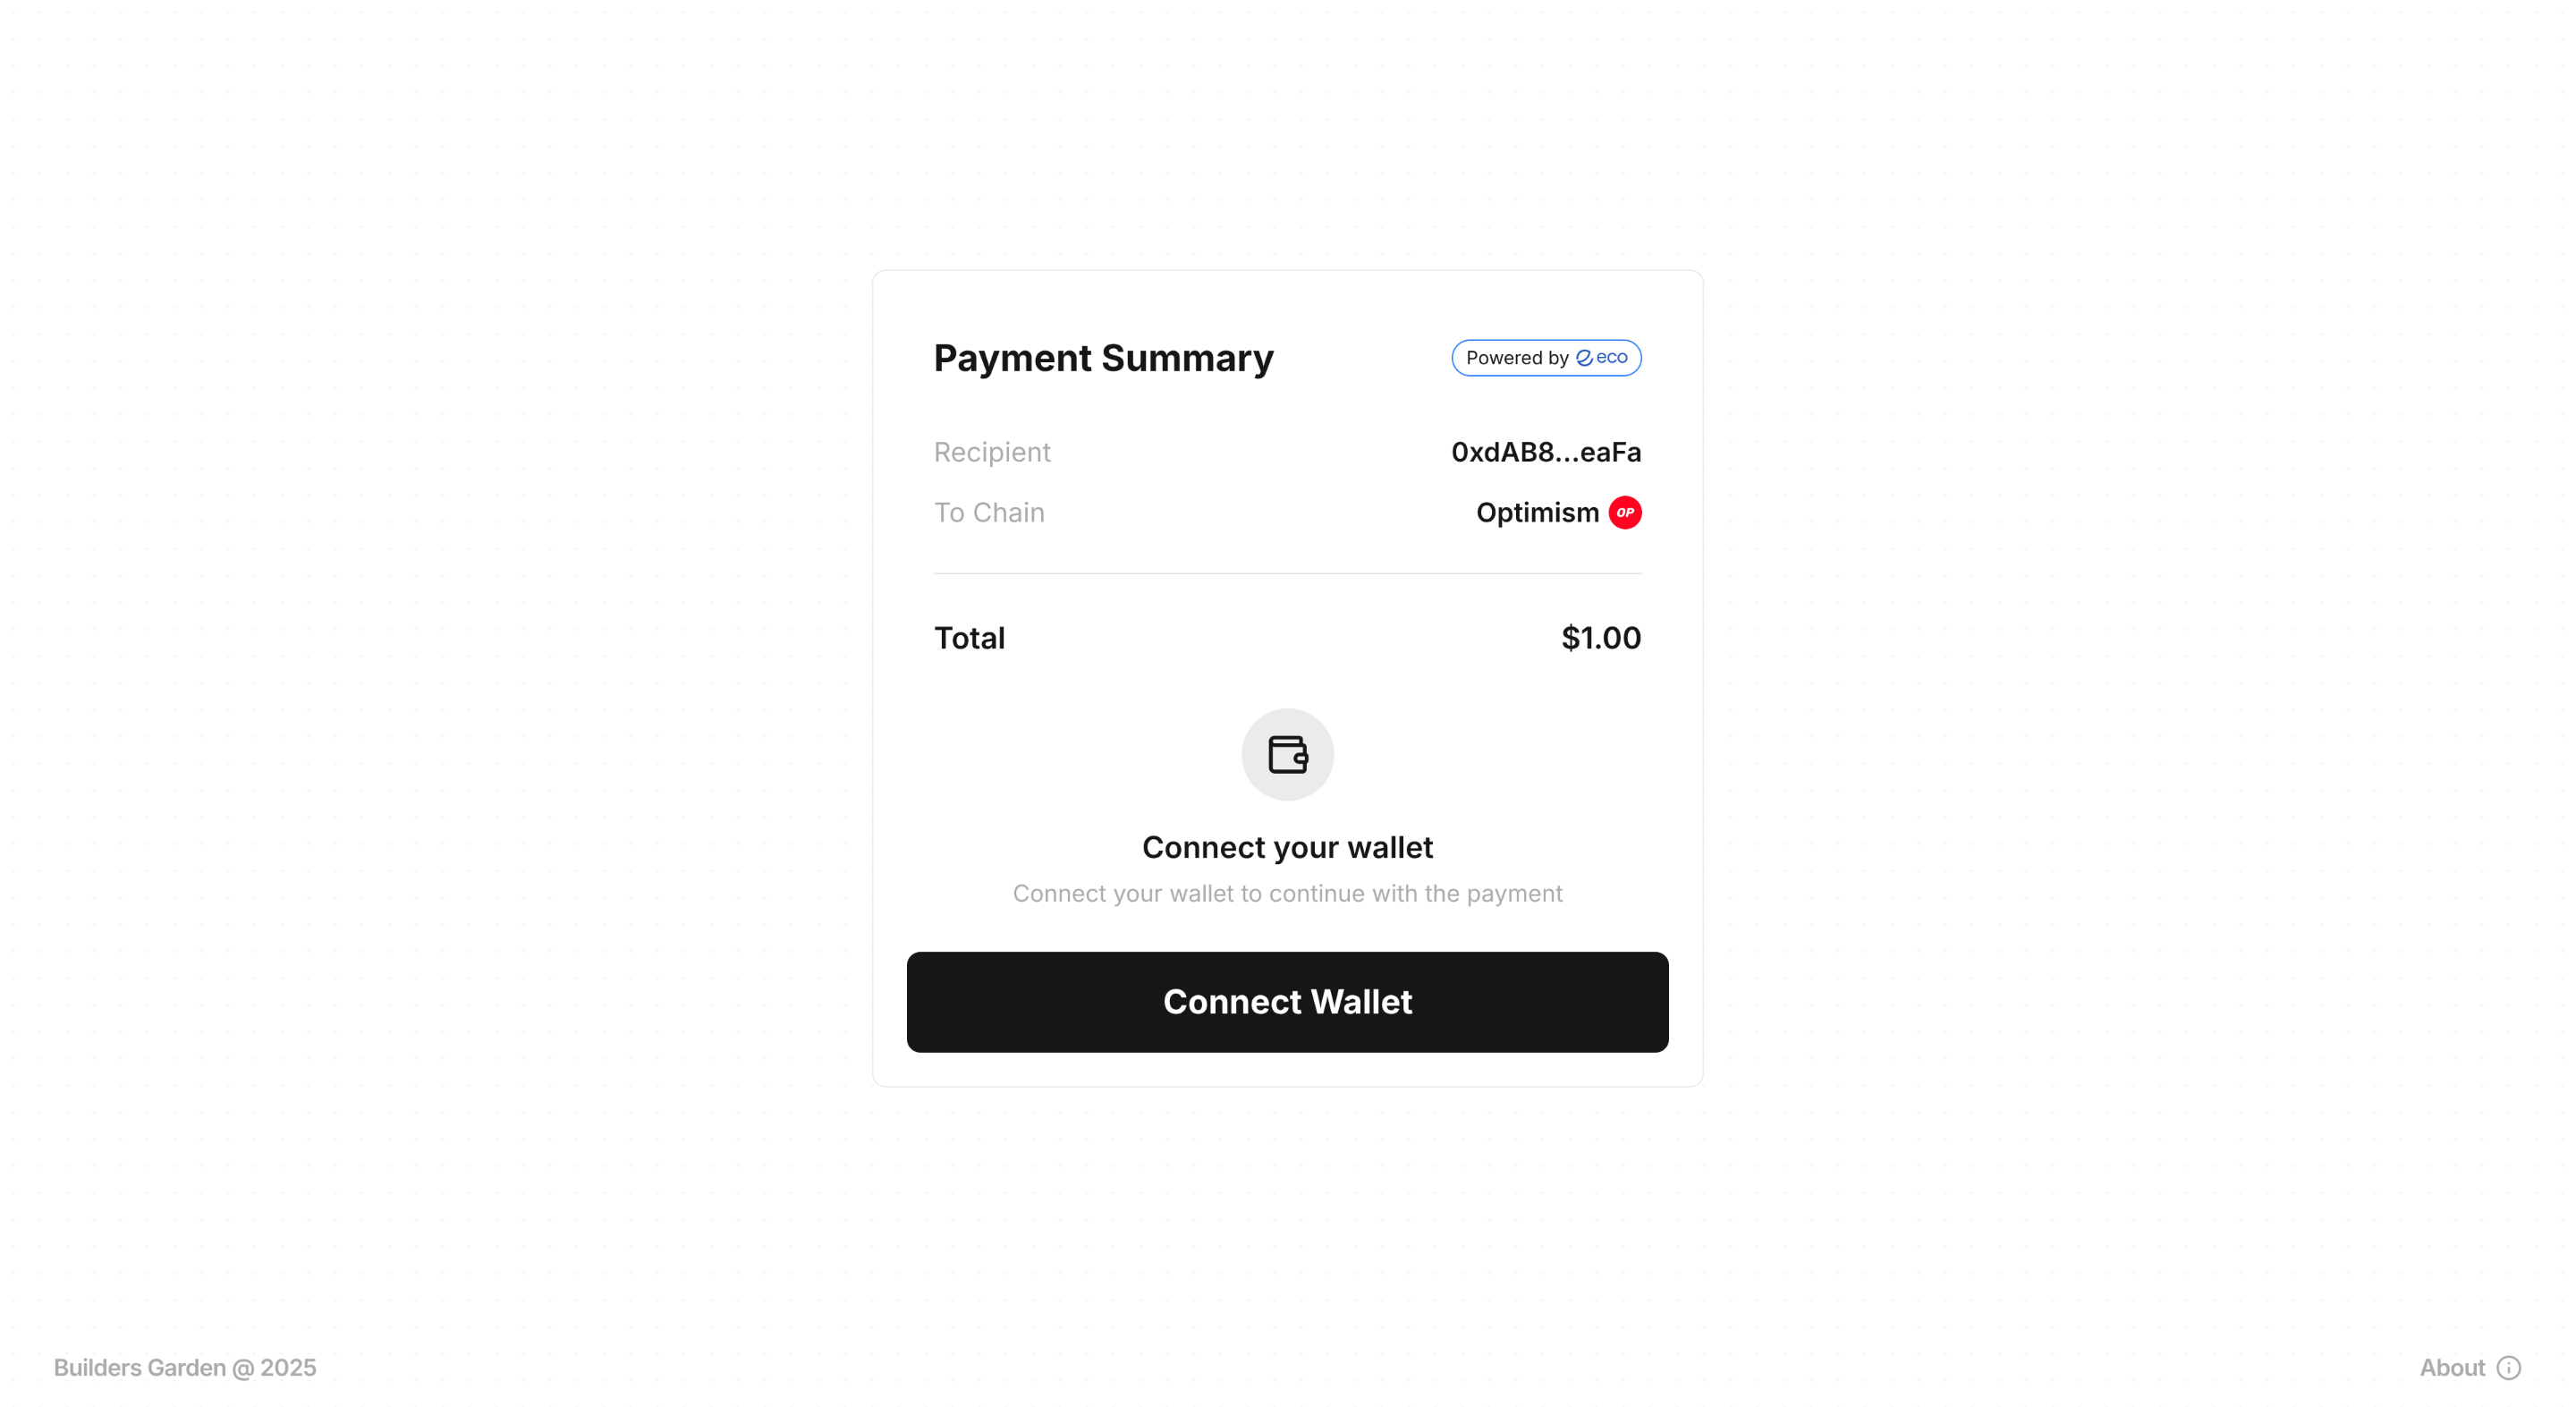 Payment Summary
Powered by eco
Recipient
0xdAB8...eaFa
To Chain
Optimism OP
Total
$1.00
Connect your wallet
Connect your wallet to continue with the payment
Connect Wallet
Builders Garden @ 2025
About